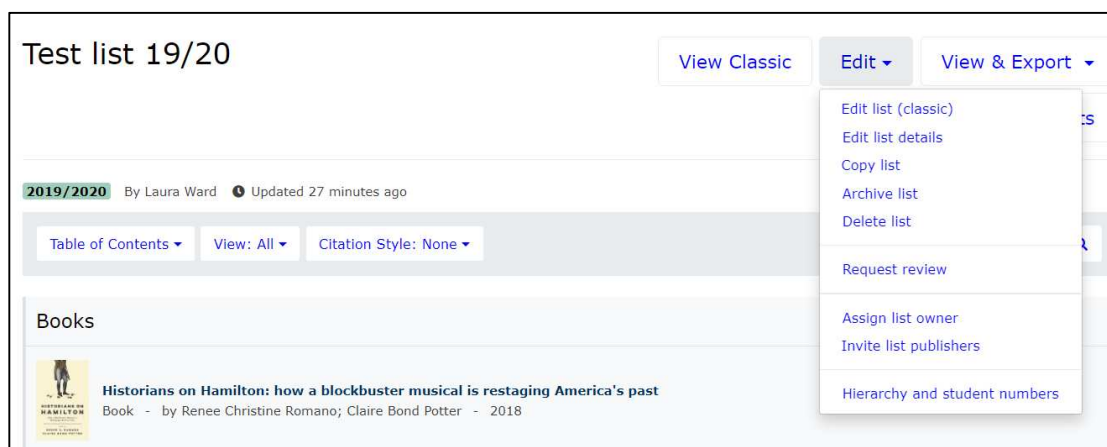 Test list 19/20
View Classic
Edit
View & Export
Edit list (classic)
Edit list details
Copy list
Archive list
Delete list
Request review
Assign list owner
Invite list publishers
Hierarchy and student numbers
2019/2020 By Laura Ward Updated 27 minutes ago
Table of Contents
View: All
Citation Style: None
Books
HISTORIANS ON
HAMILTON
Historians on Hamilton: how a blockbuster musical is restaging America's past
Book - by Renee Christine Romano; Claire Bond Potter - 2018